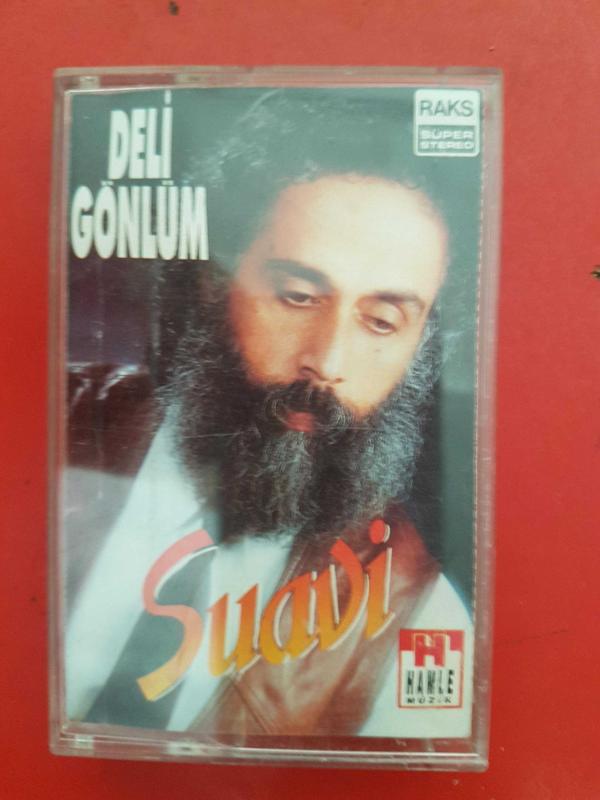 DELİ
GÖNLÜM
RAKS
SÜPER
STEREO
Suavi
H
HAMLE
MÜZİK